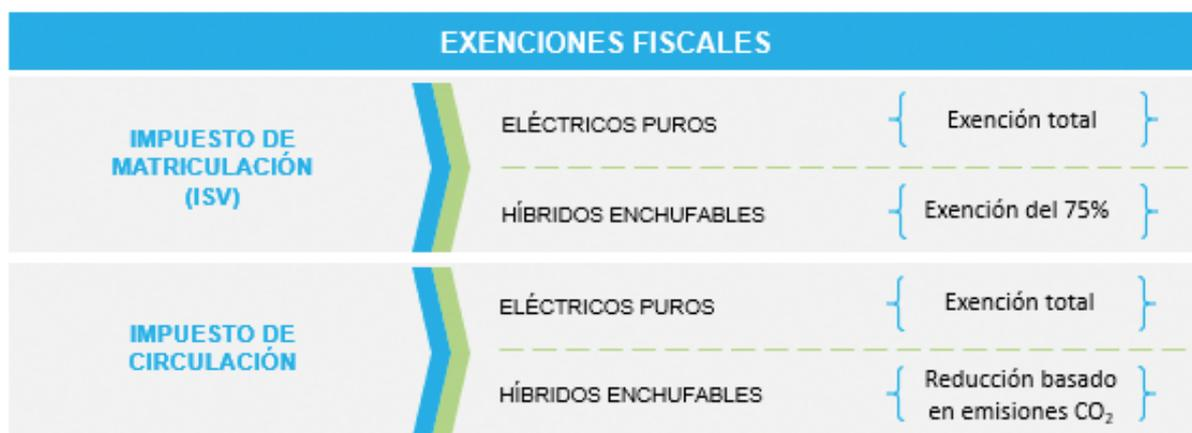 EXENCIONES FISCALES
IMPUESTO DE
MATRICULACIÓN
(ISV)
ELÉCTRICOS PUROS
Exención total
HÍBRIDOS ENCHUFABLES
Exención del 75%
IMPUESTO DE
CIRCULACIÓN
ELÉCTRICOS PUROS
Exención total
HÍBRIDOS ENCHUFABLES
Reducción basado
en emisiones CO₂